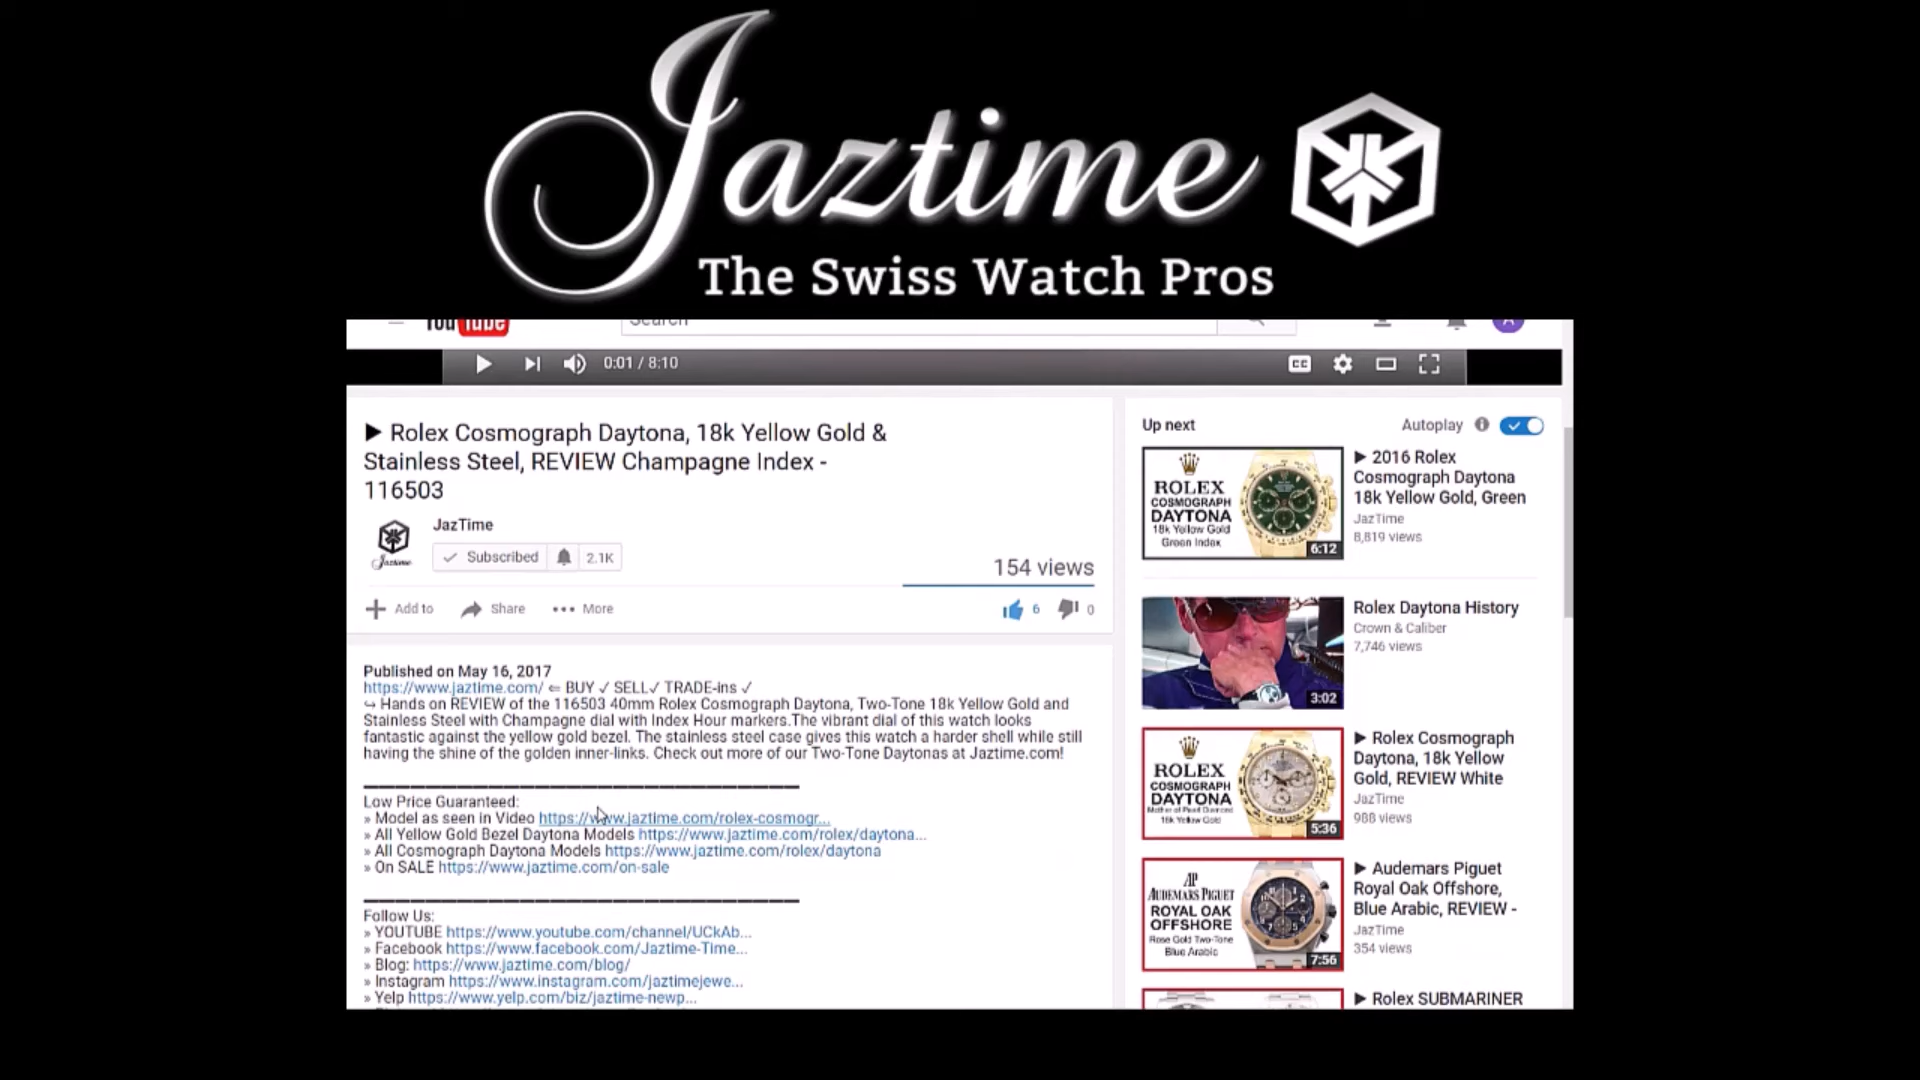 Jaztime
The Swiss Watch Pros
YouTube
Search
0:01 / 8:10
CC
▶ Rolex Cosmograph Daytona, 18k Yellow Gold &
Stainless Steel, REVIEW Champagne Index -
116503
JazTime
Jaztime
✓ Subscribed 2.1K
154 views
+ Add to Share ••• More 6 0
Published on May 16, 2017
https://www.jaztime.com/ ⇐ BUY ✓ SELL✓ TRADE-ins ✓
↪ Hands on REVIEW of the 116503 40mm Rolex Cosmograph Daytona, Two-Tone 18k Yellow Gold and
Stainless Steel with Champagne dial with Index Hour markers.The vibrant dial of this watch looks
fantastic against the yellow gold bezel. The stainless steel case gives this watch a harder shell while still
having the shine of the golden inner-links. Check out more of our Two-Tone Daytonas at Jaztime.com!
Low Price Guaranteed:
» Model as seen in Video https://www.jaztime.com/rolex-cosmogr...
» All Yellow Gold Bezel Daytona Models https://www.jaztime.com/rolex/daytona...
» All Cosmograph Daytona Models https://www.jaztime.com/rolex/daytona
» On SALE https://www.jaztime.com/on-sale
Follow Us:
» YOUTUBE https://www.youtube.com/channel/UCkAb...
» Facebook https://www.facebook.com/Jaztime-Time...
» Blog: https://www.jaztime.com/blog/
» Instagram https://www.instagram.com/jaztimejewe...
» Yelp https://www.yelp.com/biz/jaztime-newp...
Up next
Autoplay
ROLEX
COSMOGRAPH
DAYTONA
18k Yellow Gold
Green Index
6:12
▶ 2016 Rolex
Cosmograph Daytona
18k Yellow Gold, Green
JazTime
8,819 views
3:02
Rolex Daytona History
Crown & Caliber
7,746 views
ROLEX
COSMOGRAPH
DAYTONA
Mother of Pearl Diamond
18k Yellow Gold
5:36
▶ Rolex Cosmograph
Daytona, 18k Yellow
Gold, REVIEW White
JazTime
988 views
AP
AUDEMARS PIGUET
ROYAL OAK
OFFSHORE
Rose Gold Two-Tone
Blue Arabic
7:56
▶ Audemars Piguet
Royal Oak Offshore,
Blue Arabic, REVIEW -
JazTime
354 views
▶ Rolex SUBMARINER